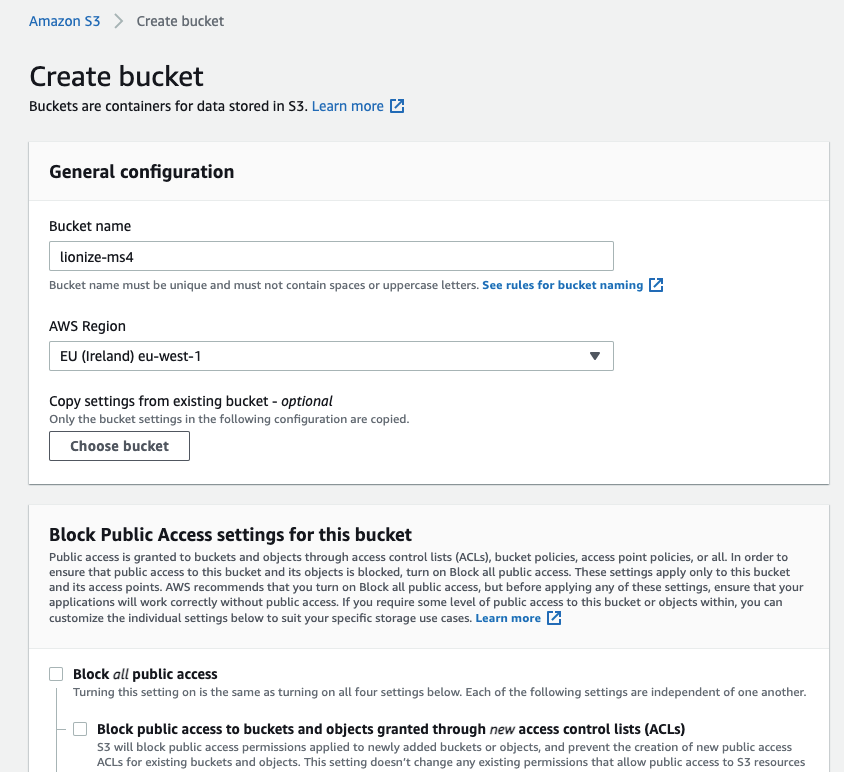 Amazon S3 > Create bucket
Create bucket
Buckets are containers for data stored in S3. Learn more
General configuration
Bucket name
lionize-ms4
Bucket name must be unique and must not contain spaces or uppercase letters. See rules for bucket naming
AWS Region
EU (Ireland) eu-west-1
Copy settings from existing bucket - optional
Only the bucket settings in the following configuration are copied.
Choose bucket
Block Public Access settings for this bucket
Public access is granted to buckets and objects through access control lists (ACLs), bucket policies, access point policies, or all. In order to
ensure that public access to this bucket and its objects is blocked, turn on Block all public access. These settings apply only to this bucket
and its access points. AWS recommends that you turn on Block all public access, but before applying any of these settings, ensure that your
applications will work correctly without public access. If you require some level of public access to this bucket or objects within, you can
customize the individual settings below to suit your specific storage use cases. Learn more
Block all public access
Turning this setting on is the same as turning on all four settings below. Each of the following settings are independent of one another.
Block public access to buckets and objects granted through new access control lists (ACLs)
S3 will block public access permissions applied to newly added buckets or objects, and prevent the creation of new public access
ACLs for existing buckets and objects. This setting doesn't change any existing permissions that allow public access to S3 resources